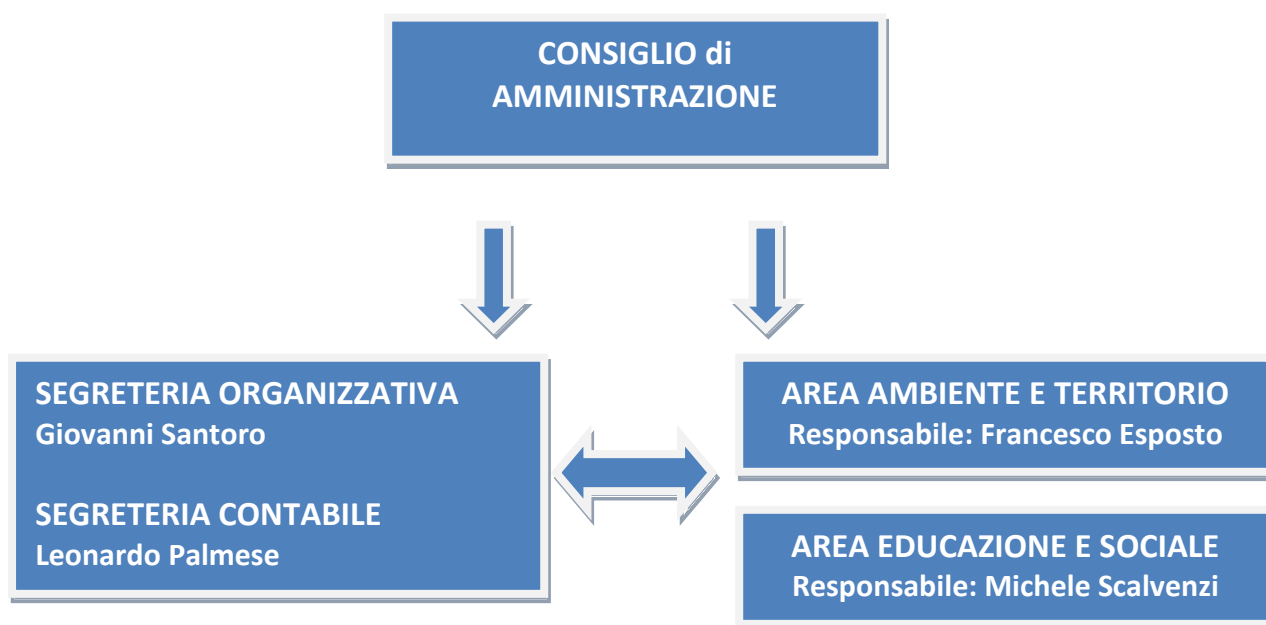 CONSIGLIO di
AMMINISTRAZIONE
SEGRETERIA ORGANIZZATIVA
Giovanni Santoro
SEGRETERIA CONTABILE
Leonardo Palmese
AREA AMBIENTE E TERRITORIO
Responsabile: Francesco Esposto
AREA EDUCAZIONE E SOCIALE
Responsabile: Michele Scalvenzi